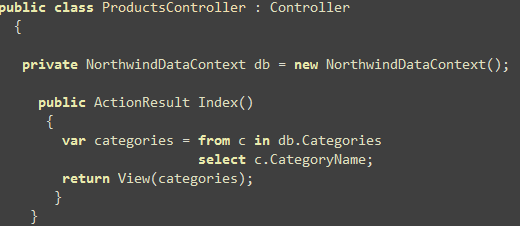 public class ProductsController : Controller
{
private NorthwindDataContext db = new NorthwindDataContext();
public ActionResult Index()
{
var categories = from c in db.Categories
select c.CategoryName;
return View(categories);
}
}